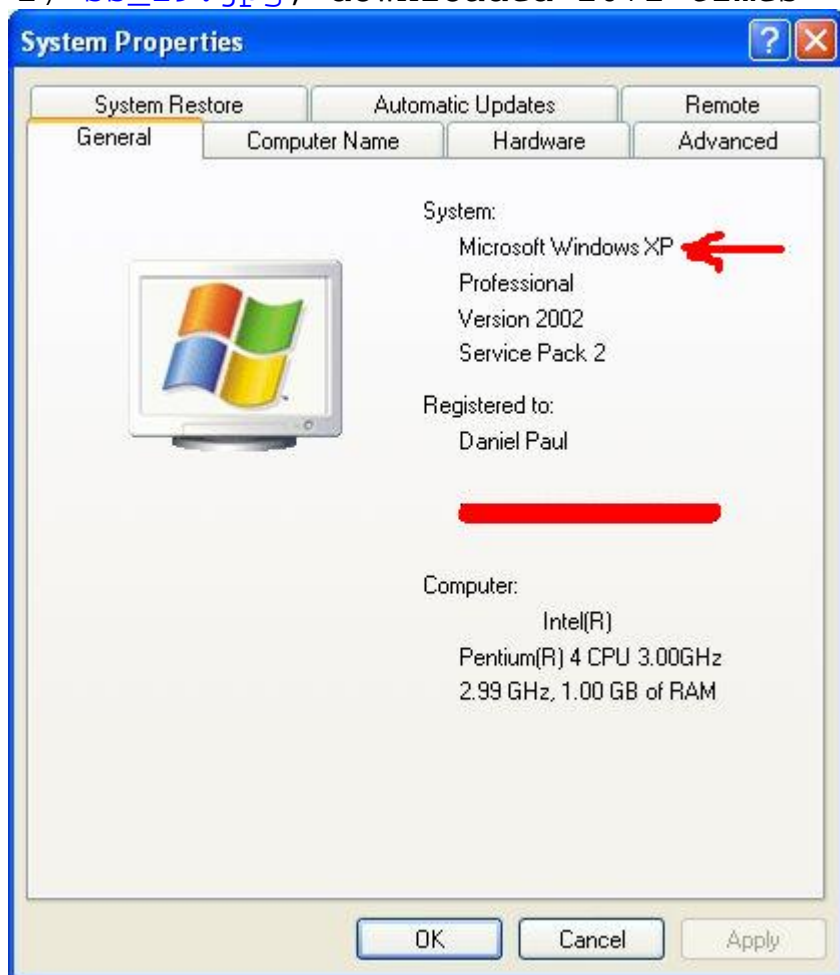 downloaded times
System Properties
System Restore Automatic Updates Remote
General Computer Name Hardware Advanced
System:
Microsoft Windows XP
Professional
Version 2002
Service Pack 2
Registered to:
Daniel Paul
Computer:
Intel(R)
Pentium(R) 4 CPU 3.00GHz
2.99 GHz, 1.00 GB of RAM
OK Cancel Apply